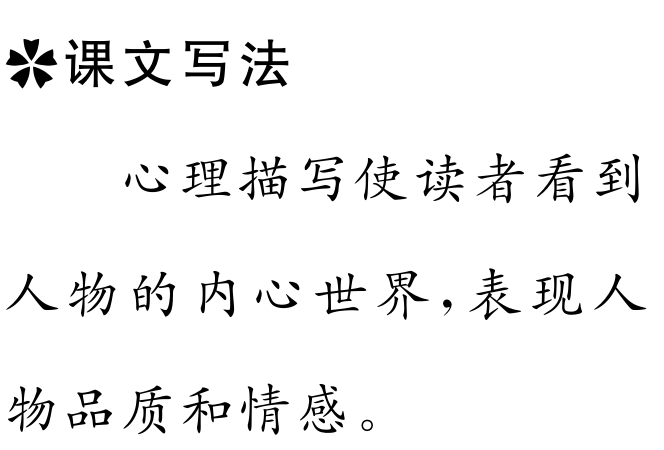 课文写法
心理描写使读者看到
人物的内心世界,表现人
物品质和情感。